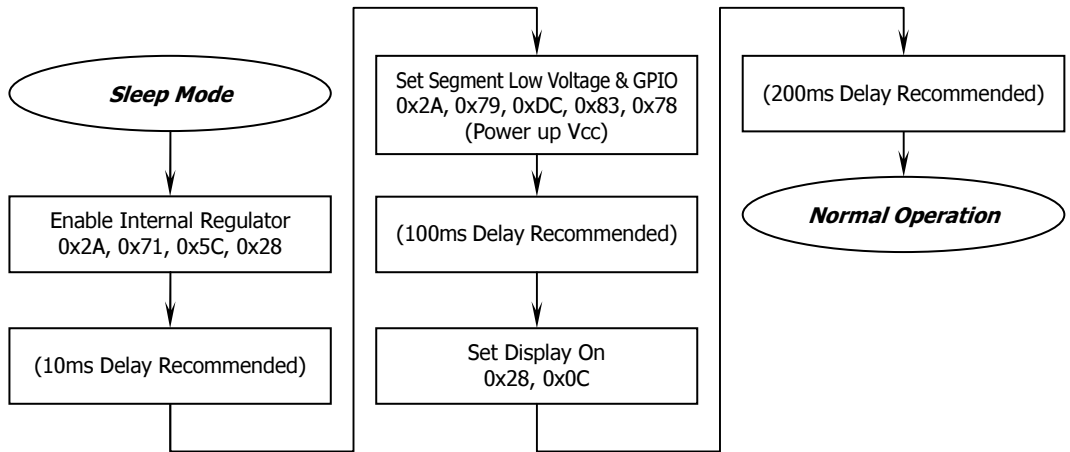 Sleep Mode
Enable Internal Regulator
0x2A, 0x71, 0x5C, 0x28
(10ms Delay Recommended)
Set Segment Low Voltage & GPIO
0x2A, 0x79, 0xDC, 0x83, 0x78
(Power up Vcc)
(100ms Delay Recommended)
Set Display On
0x28, 0x0C
(200ms Delay Recommended)
Normal Operation